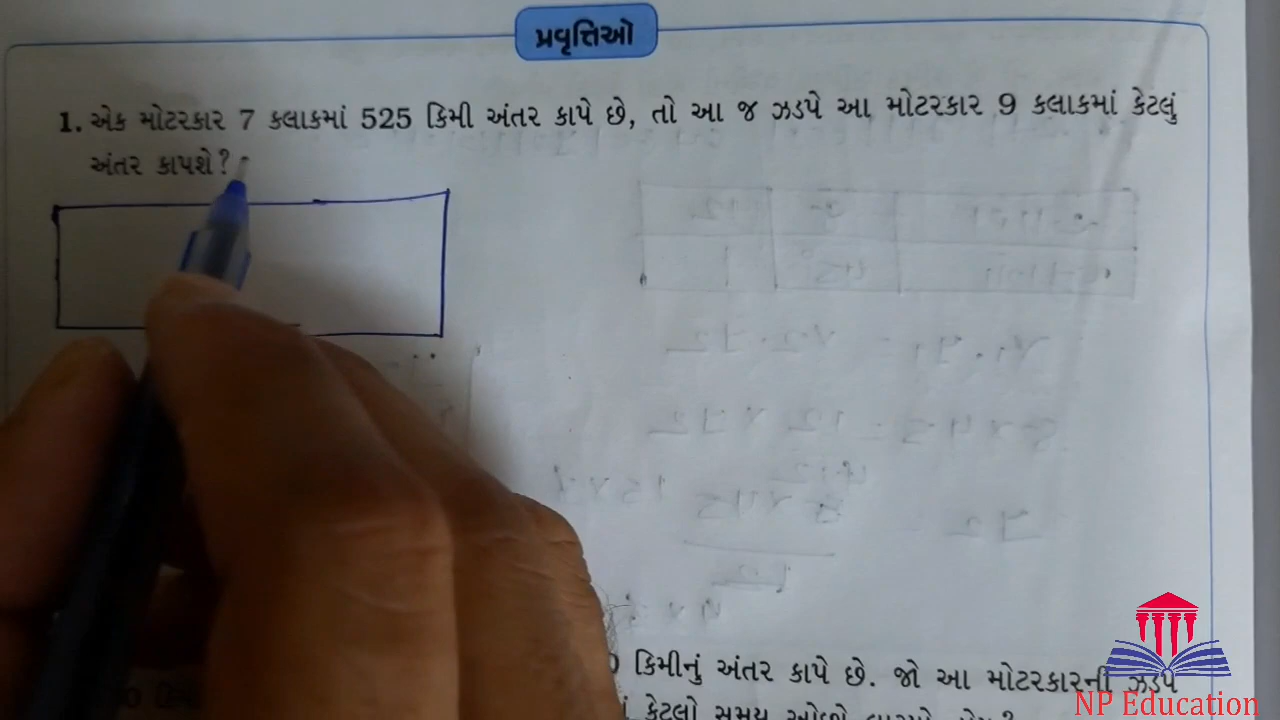 પ્રવૃત્તિઓ
1. એક મોટરકાર 7 કલાકમાં 525 કિમી અંતર કાપે છે, તો આ જ ઝડપે આ મોટરકાર 9 કલાકમાં કેટલું
અંતર કાપશે?
કિમીનું અંતર કાપે છે. જો આ મોટરકારની ઝડપે
કેટલો સમય ઓછો
NP Education